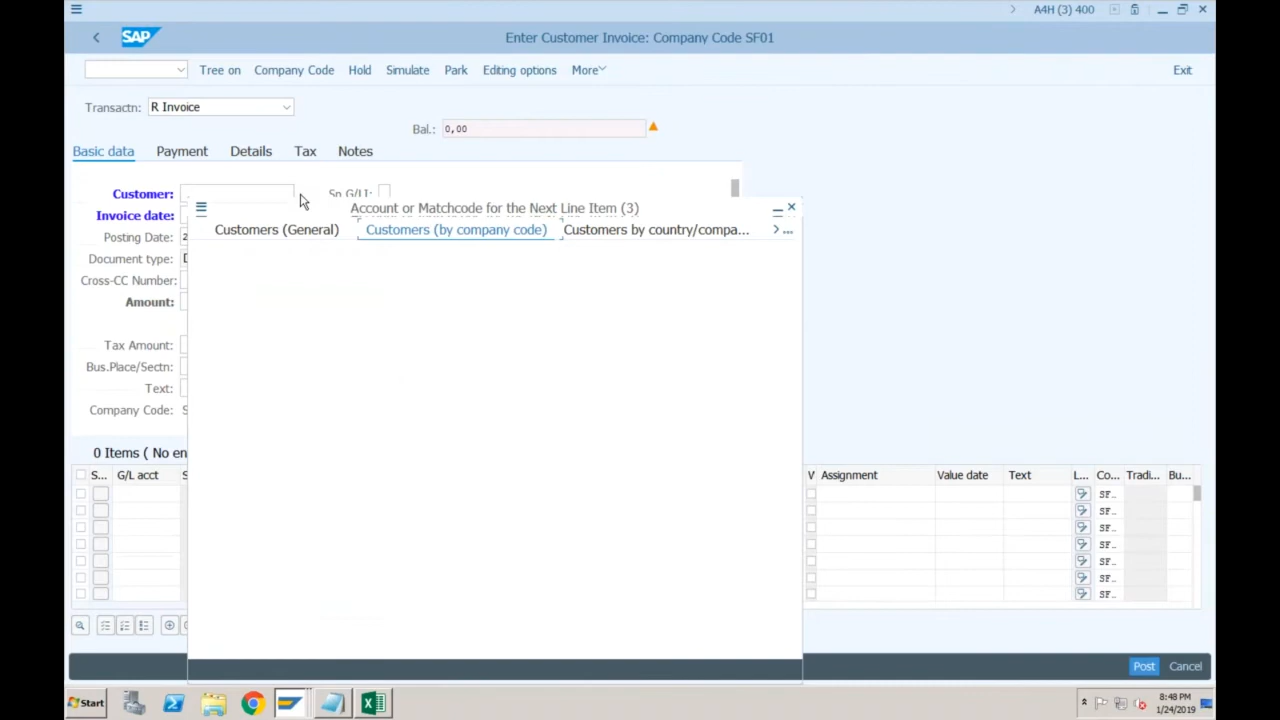 A4H (3) 400
SAP
Enter Customer Invoice: Company Code SF01
Tree on Company Code Hold Simulate Park Editing options More Exit
Transactn: R Invoice
Bal.: 0,00
Basic data Payment Details Tax Notes
Customer: Sp.G/LI:
Invoice date:
Posting Date: 2
Document type:
Cross-CC Number:
Amount:
Tax Amount:
Bus.Place/Sectn:
Text:
Company Code: S
Account or Matchcode for the Next Line Item (3)
Customers (General) Customers (by company code) Customers by country/compa... > ...
0 Items ( No en
S... G/L acct S V Assignment Value date Text L... Co... Tradi... Bu...
SF..
SF..
SF..
SF..
SF..
SF..
SF..
Post Cancel
Start
8:48 PM
1/24/2019